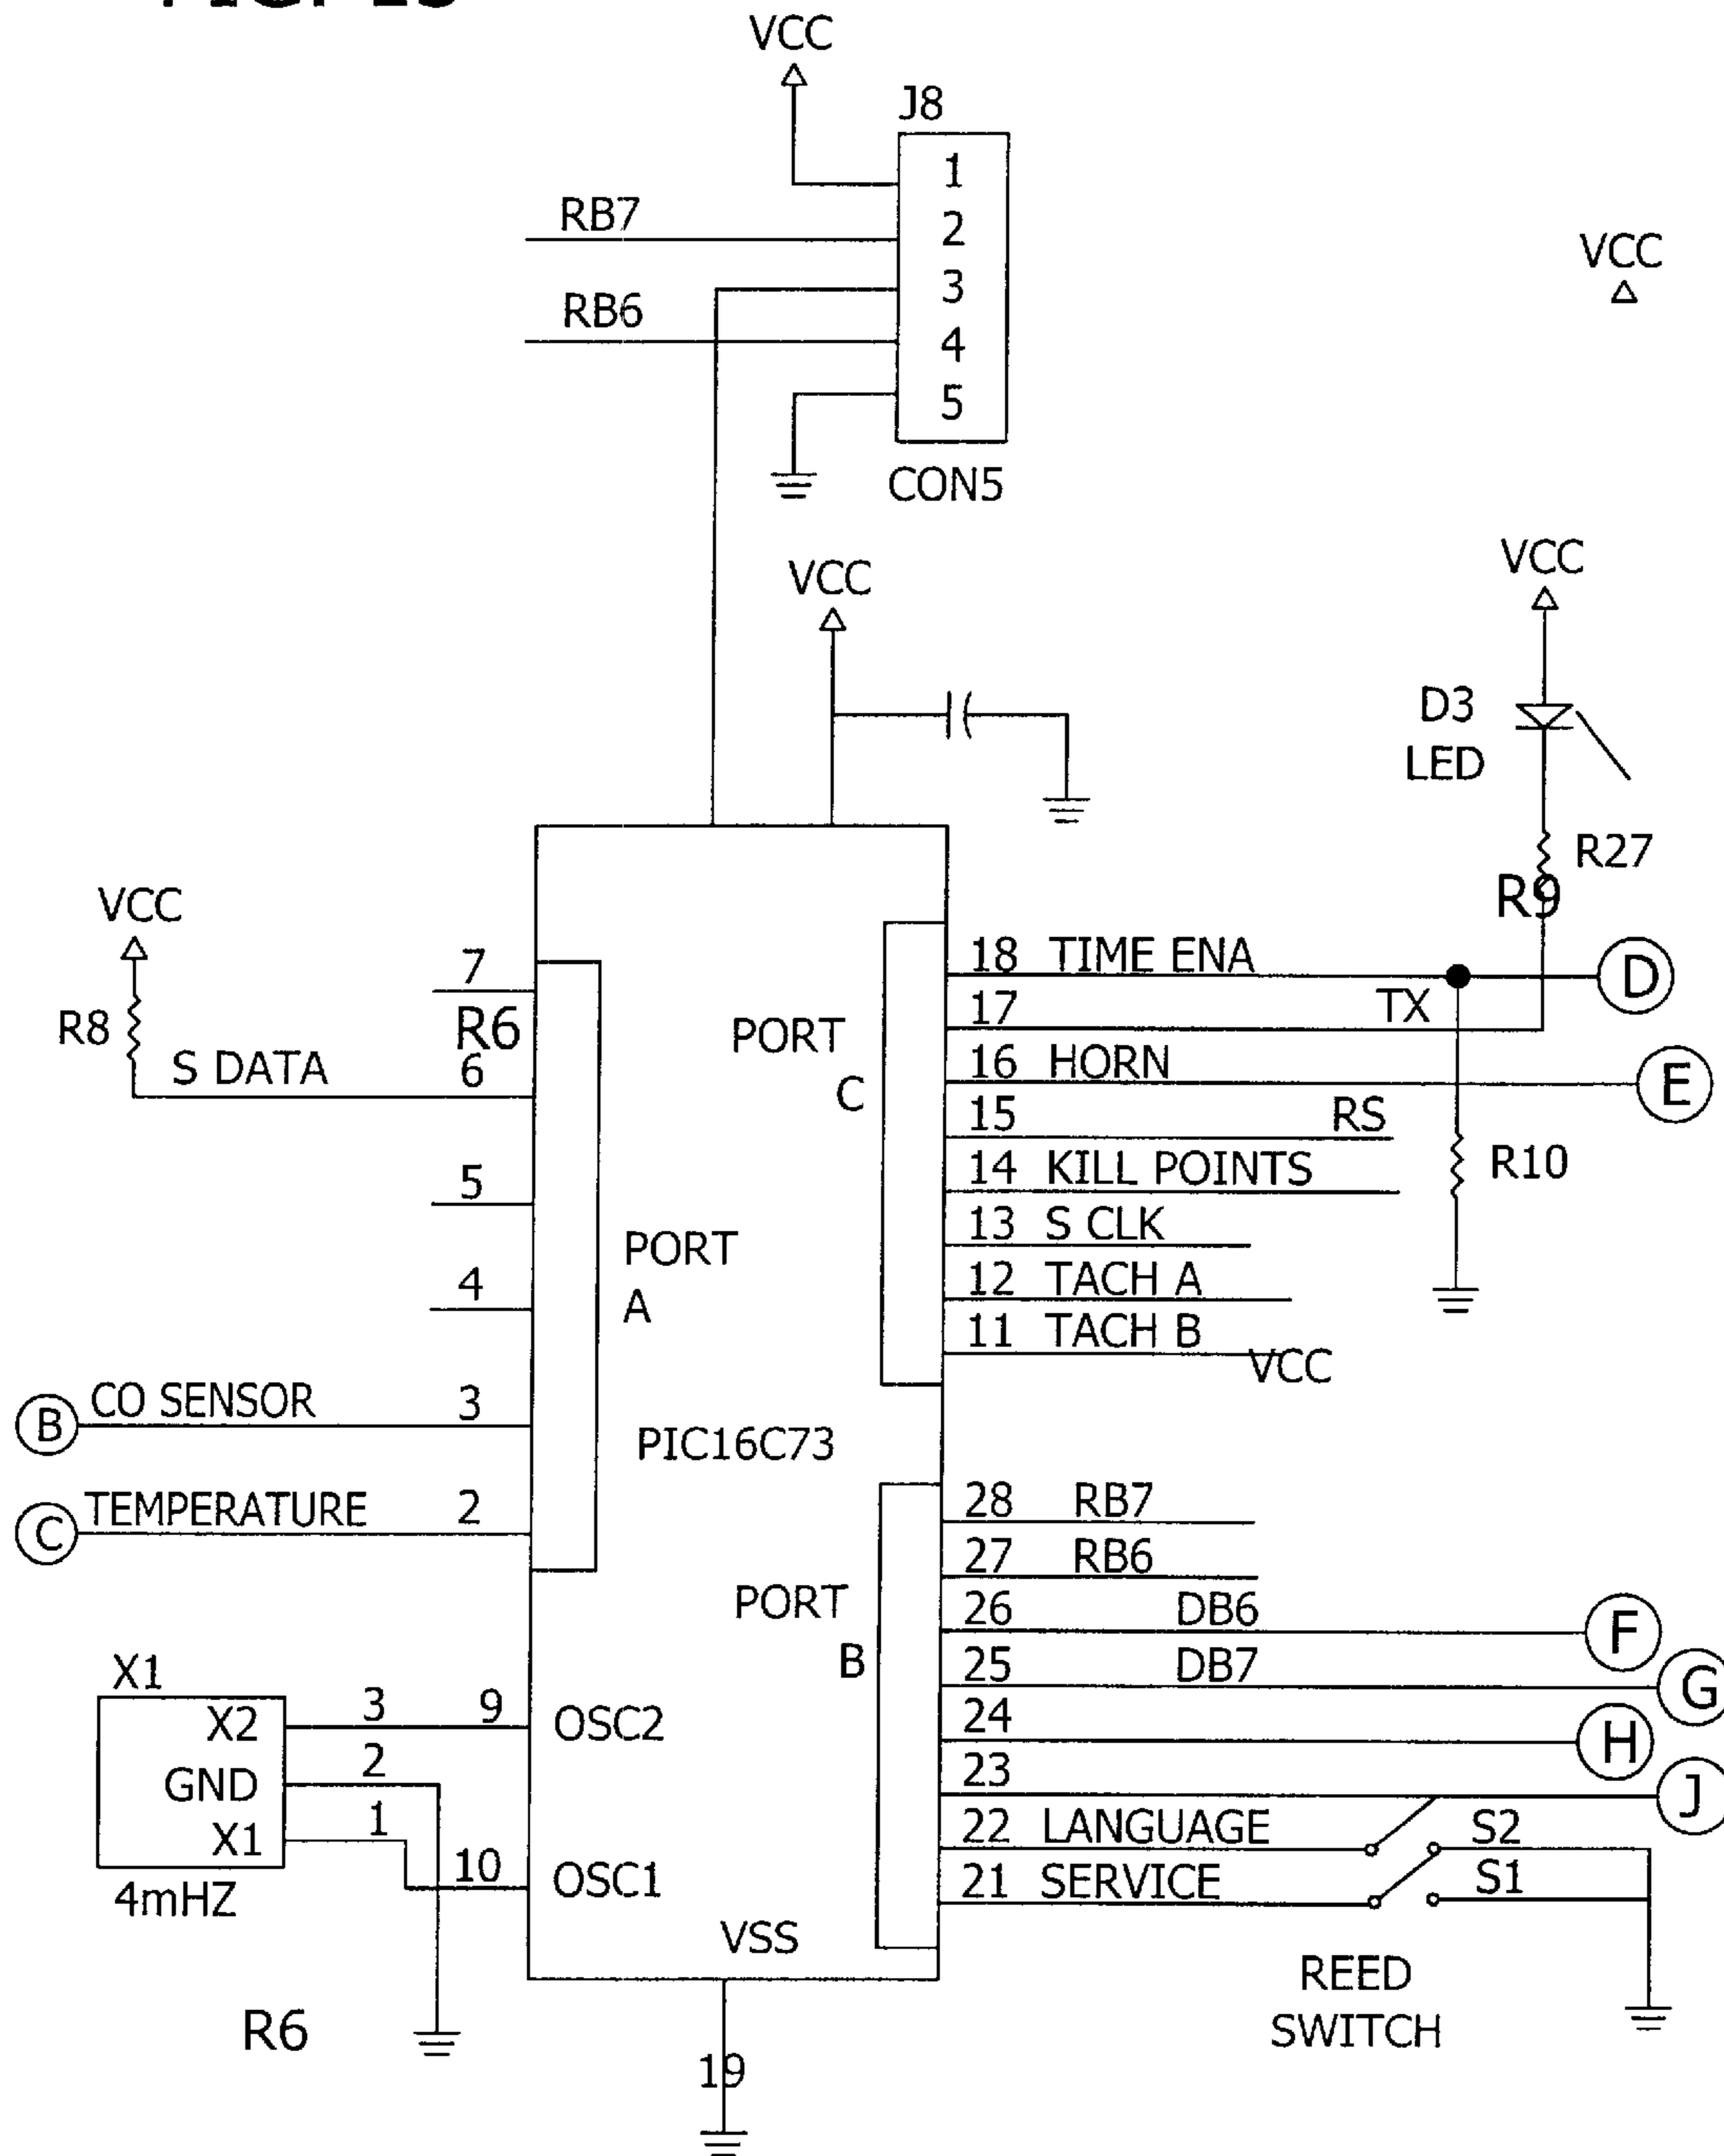 VCC
J8
1
RB7
2
VCC
3
RB6
4
5
CON5
VCC
VCC
D3
LED
R27
R9
VCC
7
18 TIME ENA
D
R8
R6
PORT
17
TX
S DATA
6
16 HORN
E
C
15
RS
5
14 KILL POINTS
R10
13 S CLK
PORT
4
12 TACH A
A
11 TACH B
VCC
B
CO SENSOR
3
PIC16C73
C
TEMPERATURE
2
28 RB7
27 RB6
PORT
26 DB6
F
B
25 DB7
G
X1
X2
3
9
OSC2
24
H
GND
2
23
J
X1
1
22 LANGUAGE
S2
10
OSC1
21 SERVICE
S1
4mHZ
VSS
REED
SWITCH
R6
19